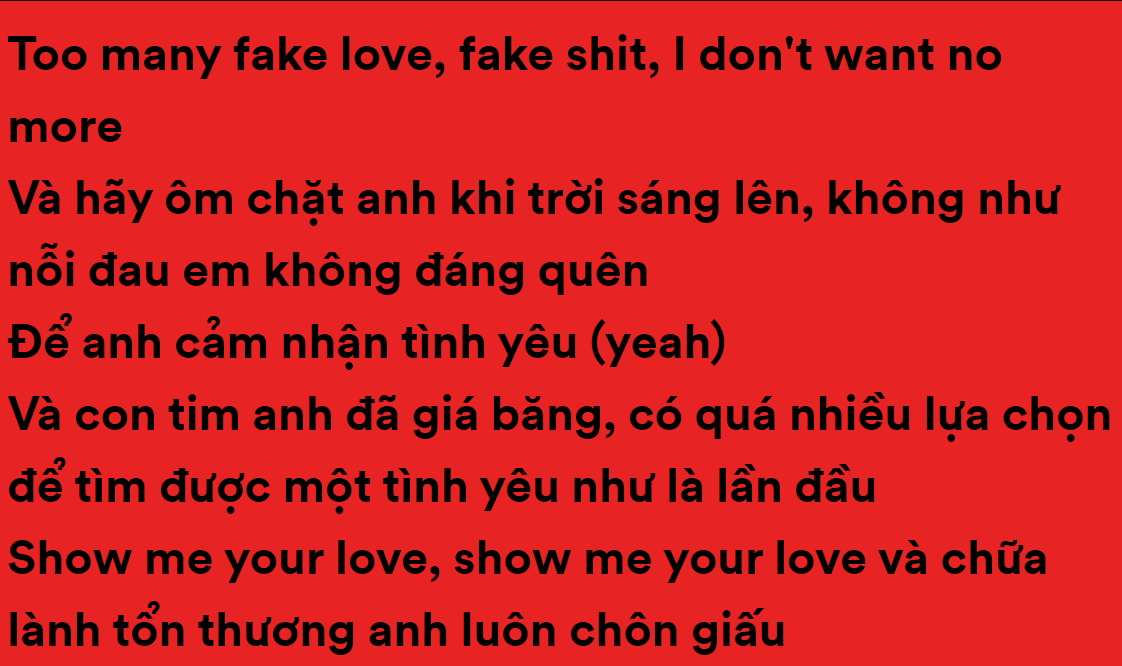 Too many fake love, fake shit, I don't want no
more
Và hãy ôm chặt anh khi trời sáng lên, không như
nỗi đau em không đáng quên
Để anh cảm nhận tình yêu (yeah)
Và con tim anh đã giá băng, có quá nhiều lựa chọn
để tìm được một tình yêu như là lần đầu
Show me your love, show me your love và chữa
lành tổn thương anh luôn chôn giấu